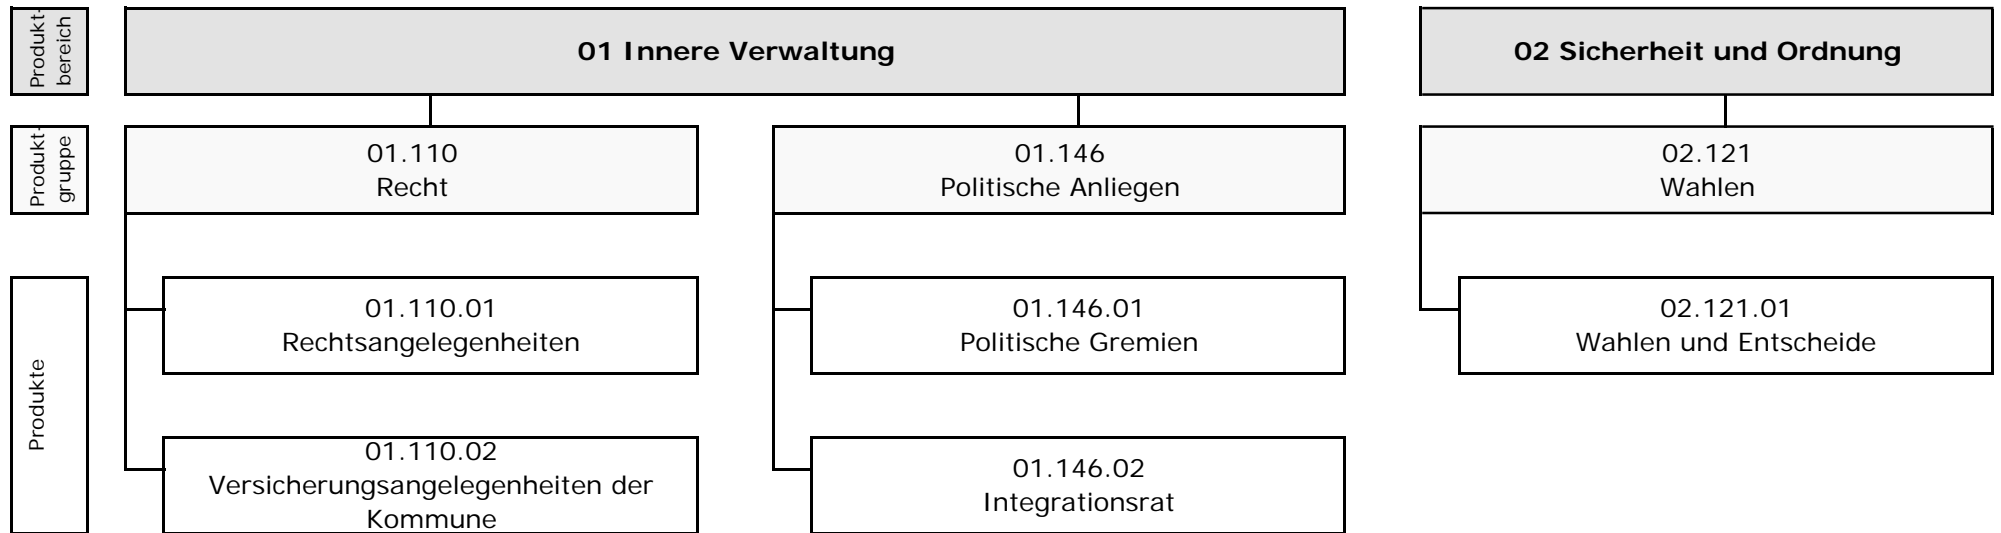 Produkt-
bereich
01 Innere Verwaltung
02 Sicherheit und Ordnung
Produkt-
gruppe
01.110
Recht
01.146
Politische Anliegen
02.121
Wahlen
Produkte
01.110.01
Rechtsangelegenheiten
01.146.01
Politische Gremien
02.121.01
Wahlen und Entscheide
01.110.02
Versicherungsangelegenheiten der
Kommune
01.146.02
Integrationsrat